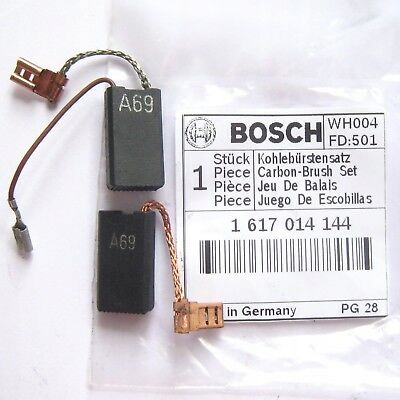 A69
A69
BOSCH
WH004
FD:501
1
Stück Kohlebürstensatz
Piece Carbon-Brush Set
Pièce Jeu De Balais
Piece Juego De Escobillas
1 617 014 144
in Germany PG 28